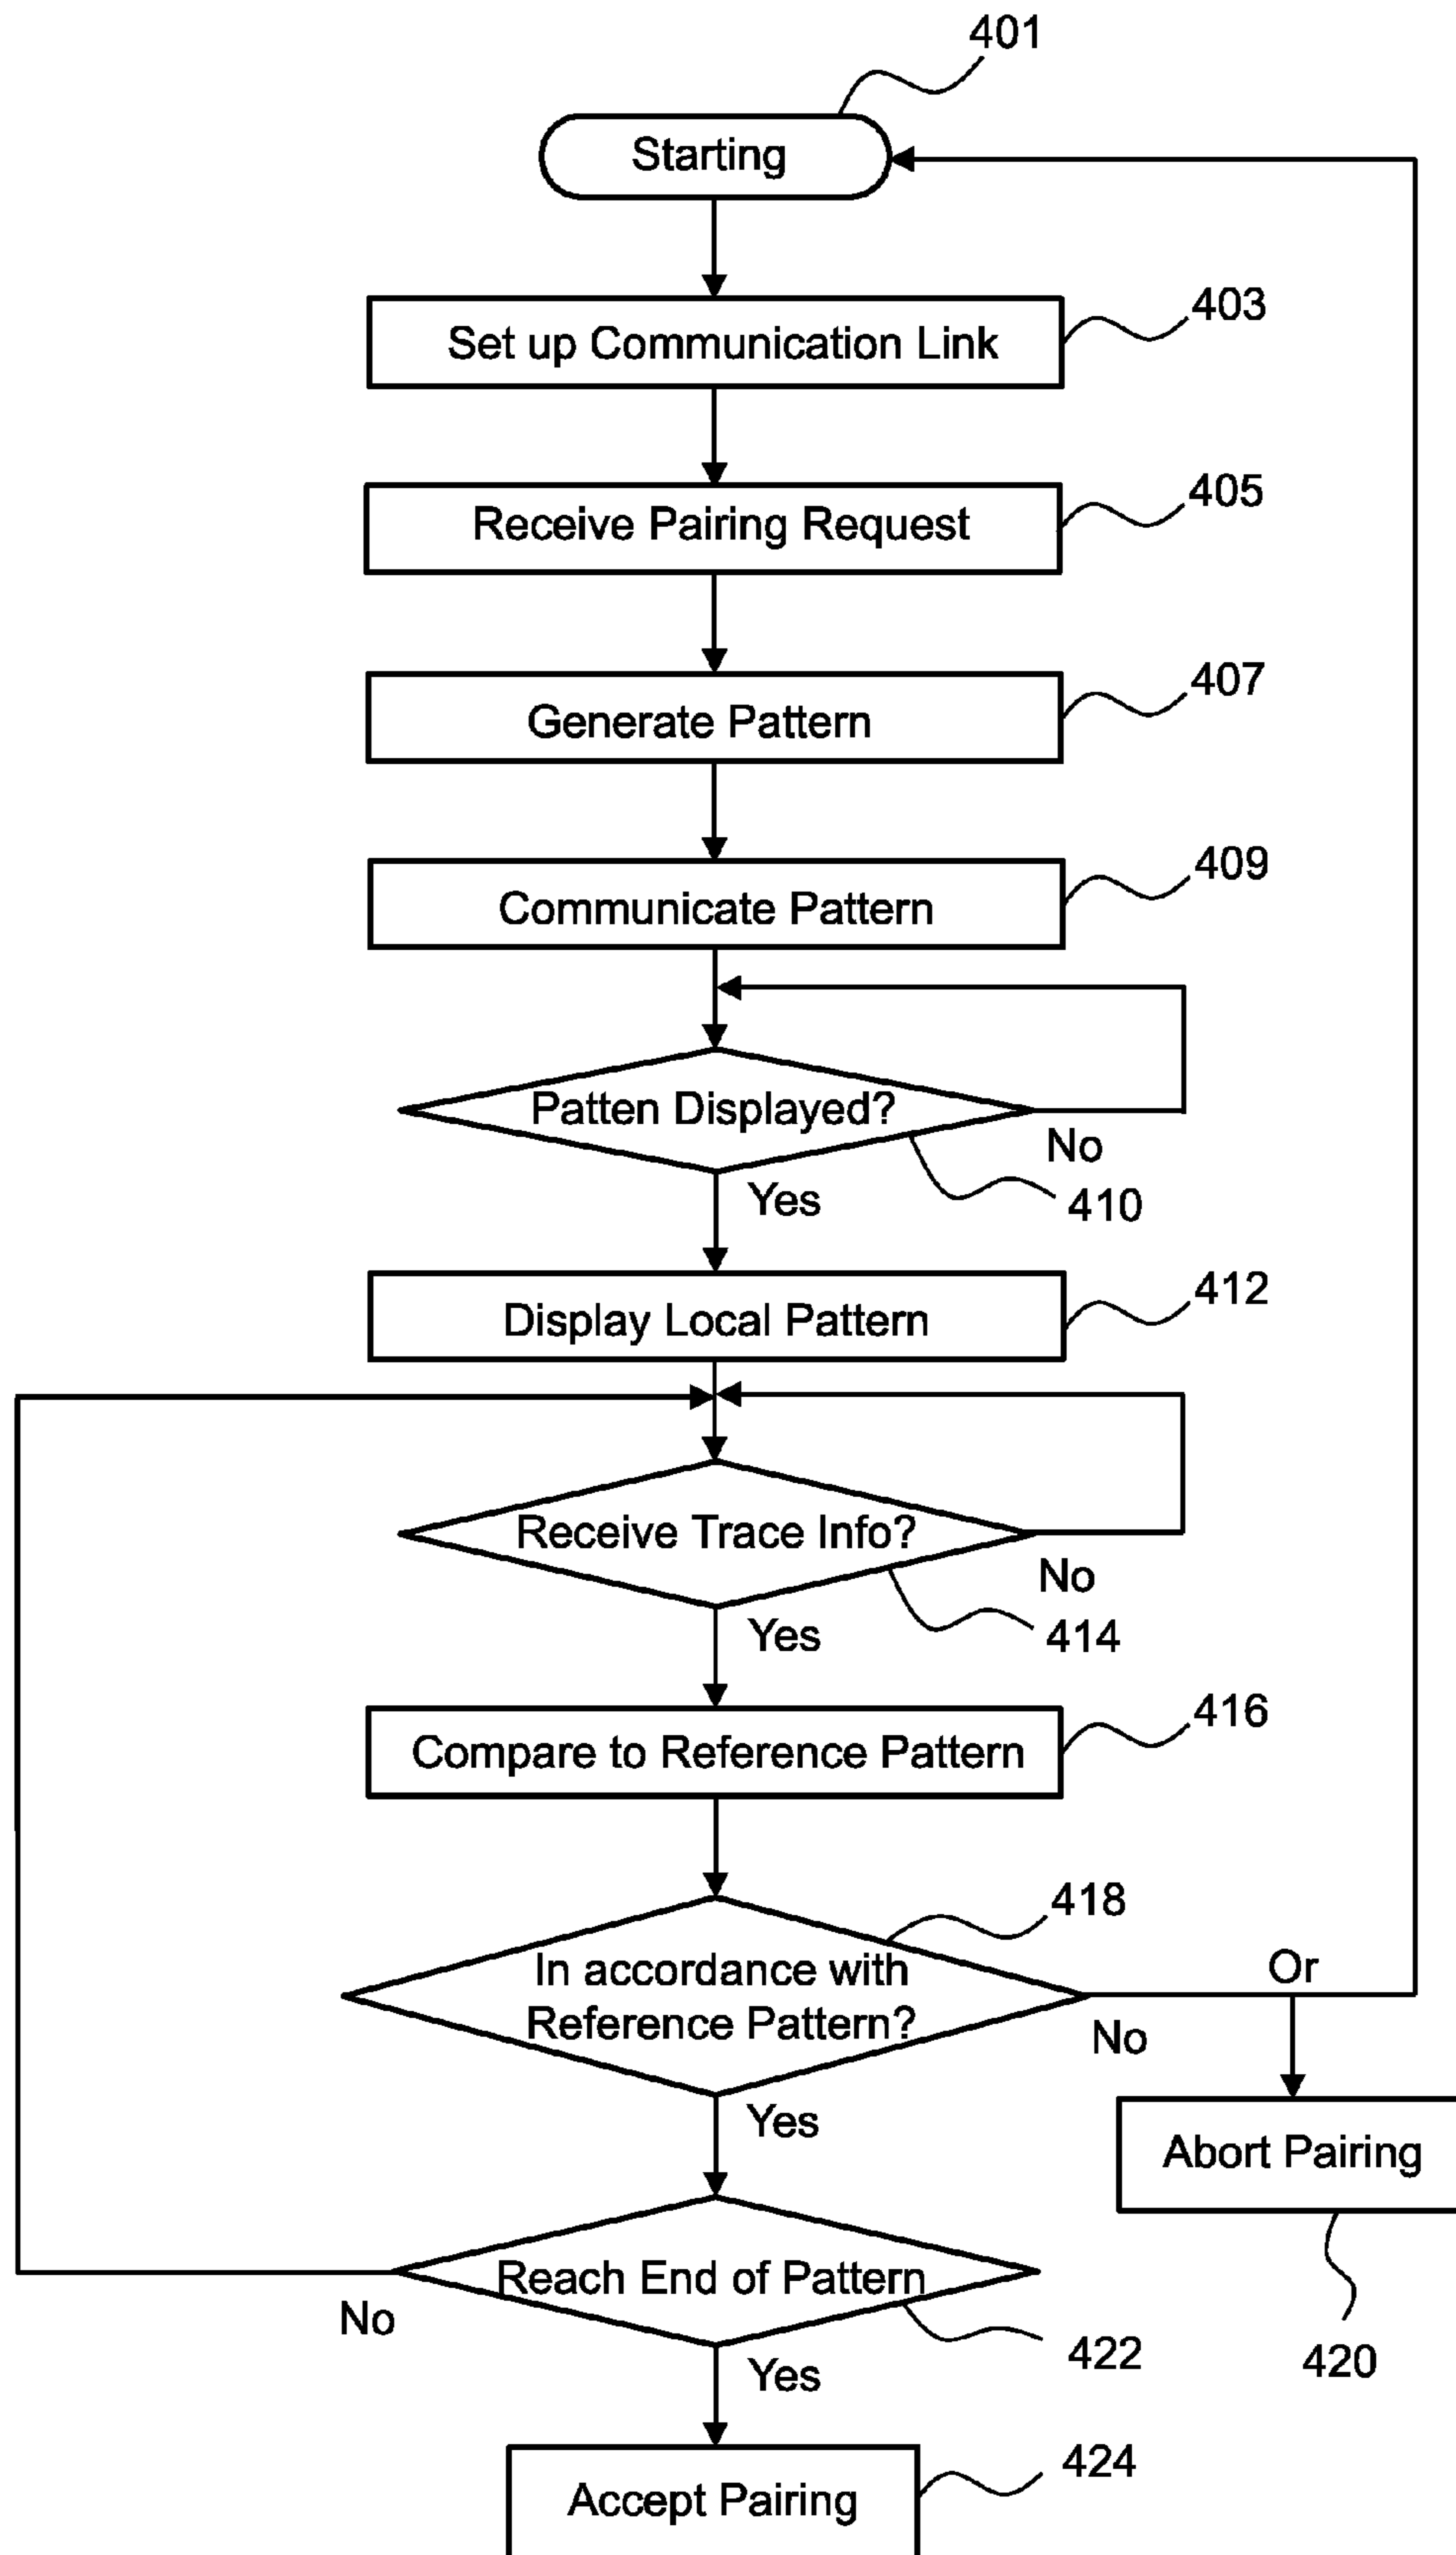 401
Starting
403
Set up Communication Link
405
Receive Pairing Request
407
Generate Pattern
409
Communicate Pattern
Patten Displayed?
No
Yes
410
412
Display Local Pattern
Receive Trace Info?
No
Yes
414
416
Compare to Reference Pattern
418
In accordance with
Reference Pattern?
Or
No
Yes
Abort Pairing
420
Reach End of Pattern
No
422
Yes
424
Accept Pairing